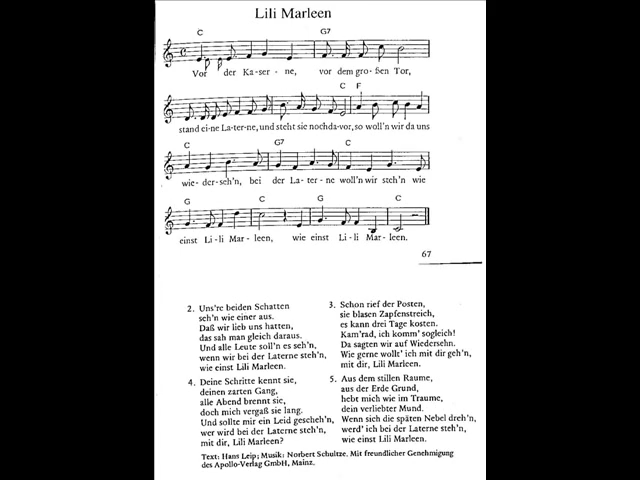 Lili Marleen
C G7
Vor der Ka-ser-ne, vor dem gro-ßen Tor,
C F
stand ei-ne La-ter-ne, und steht sie noch da-vor, so woll'n wir da uns
C G7 C
wie-der-seh'n, bei der La-ter-ne woll'n wir steh'n wie
G C G C
einst Li-li Mar-leen, wie einst Li-li Mar-leen.
67
2. Uns're beiden Schatten
seh'n wie einer aus.
Daß wir lieb uns hatten,
das sah man gleich daraus.
Und alle Leute soll'n es seh'n,
wenn wir bei der Laterne steh'n,
wie einst Lili Marleen.
3. Schon rief der Posten,
sie blasen Zapfenstreich,
es kann drei Tage kosten.
Kam'rad, ich komm' sogleich!
Da sagten wir auf Wiedersehn.
Wie gerne wollt' ich mit dir geh'n,
mit dir, Lili Marleen.
4. Deine Schritte kennt sie,
deinen zarten Gang,
alle Abend brennt sie,
doch mich vergaß sie lang.
Und sollte mir ein Leid gescheh'n,
wer wird bei der Laterne steh'n,
mit dir, Lili Marleen?
5. Aus dem stillen Raume,
aus der Erde Grund,
hebt mich wie im Traume,
dein verliebter Mund.
Wenn sich die späten Nebel dreh'n,
werd' ich bei der Laterne steh'n,
wie einst Lili Marleen.
Text: Hans Leip; Musik: Norbert Schultze. Mit freundlicher Genehmigung
des Apollo-Verlag GmbH, Mainz.